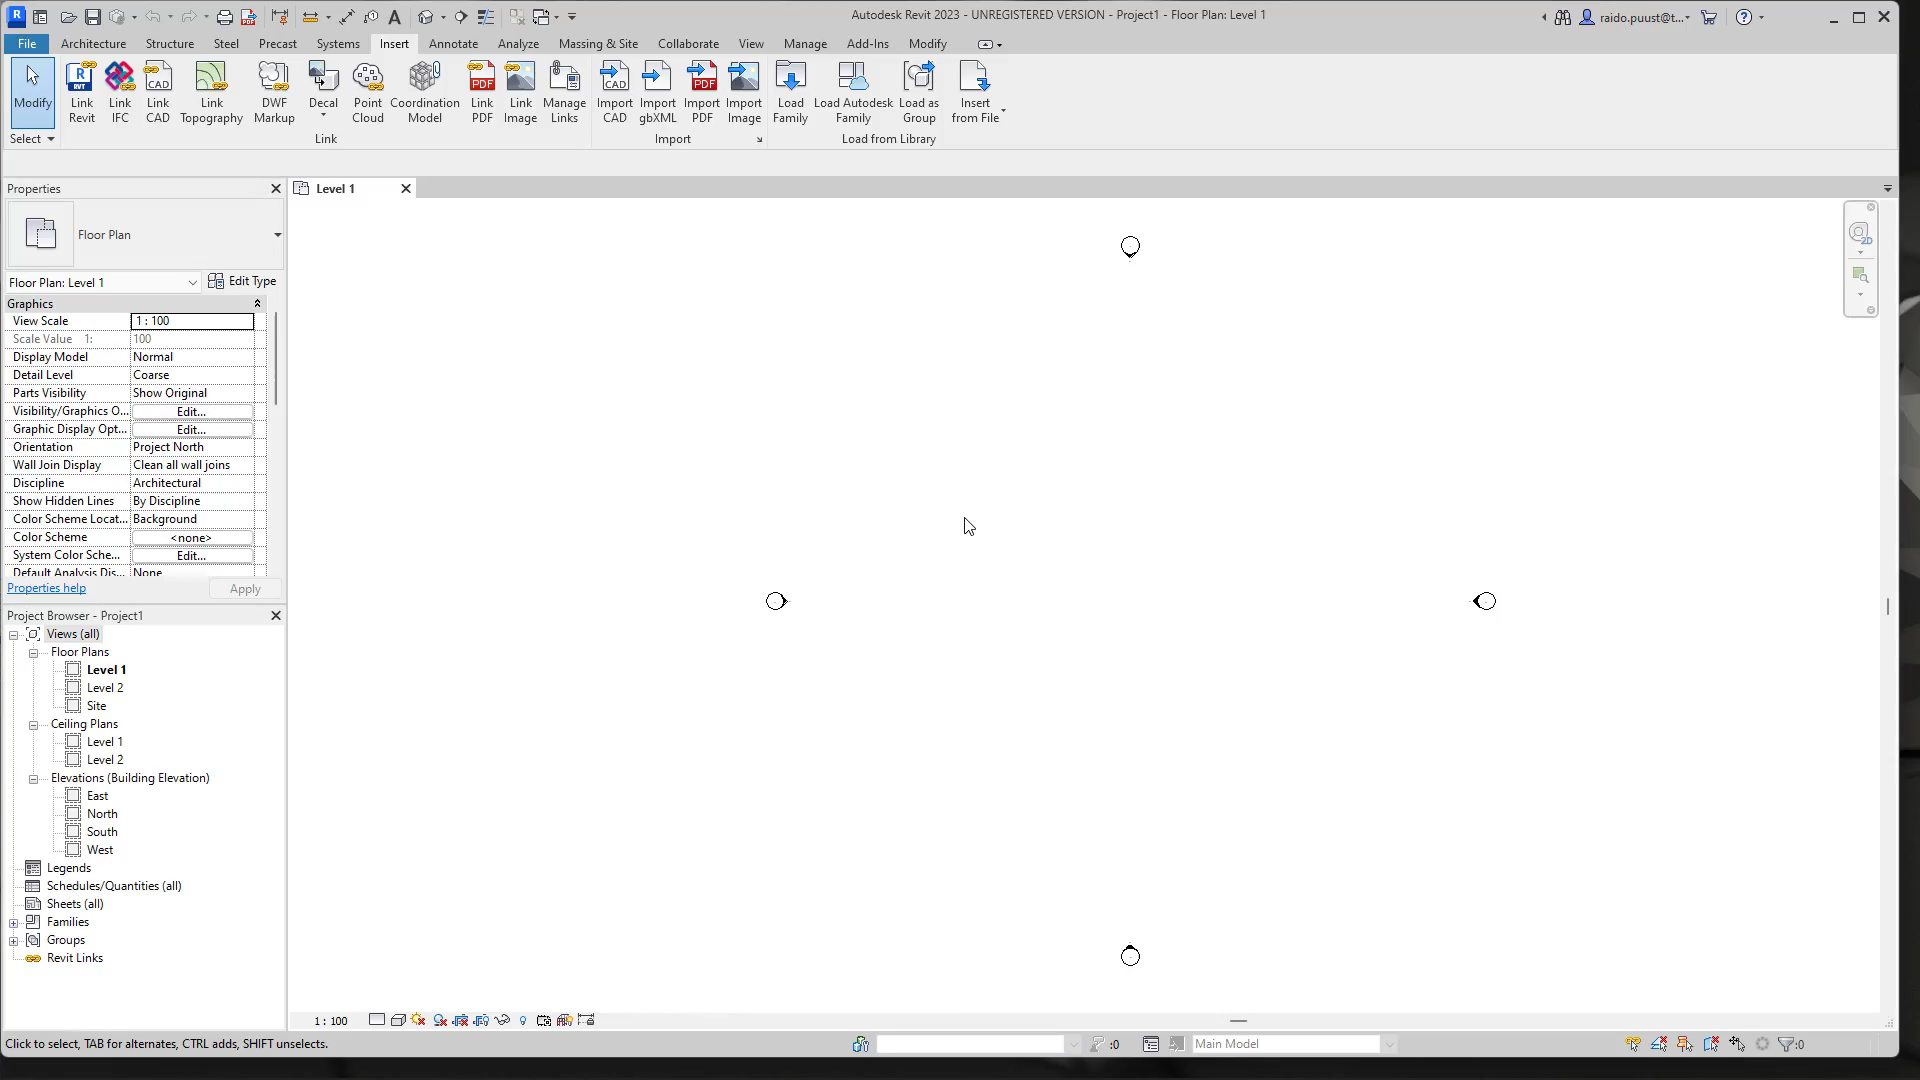 Autodesk Revit 2023 - UNREGISTERED VERSION - Project1 - Floor Plan: Level 1
raido.puust@t...
File Architecture Structure Steel Precast Systems Insert Annotate Analyze Massing & Site Collaborate View Manage Add-Ins Modify
Modify
Link Revit
Link IFC
Link CAD
Link Topography
DWF Markup
Decal
Point Cloud
Coordination Model
Link PDF
Link Image
Manage Links
Import CAD
Import gbXML
Import PDF
Import Image
Load Family
Load Autodesk Family
Load as Group
Insert from File
Select Link Import Load from Library
Properties
Level 1
Floor Plan
Floor Plan: Level 1 Edit Type
Graphics
View Scale 1 : 100
Scale Value 1: 100
Display Model Normal
Detail Level Coarse
Parts Visibility Show Original
Visibility/Graphics O... Edit...
Graphic Display Opt... Edit...
Orientation Project North
Wall Join Display Clean all wall joins
Discipline Architectural
Show Hidden Lines By Discipline
Color Scheme Locat... Background
Color Scheme <none>
System Color Sche... Edit...
Default Analysis Dis... None
Properties help Apply
Project Browser - Project1
Views (all)
Floor Plans
Level 1
Level 2
Site
Ceiling Plans
Level 1
Level 2
Elevations (Building Elevation)
East
North
South
West
Legends
Schedules/Quantities (all)
Sheets (all)
Families
Groups
Revit Links
1 : 100
Click to select, TAB for alternates, CTRL adds, SHIFT unselects.
:0
Main Model
:0